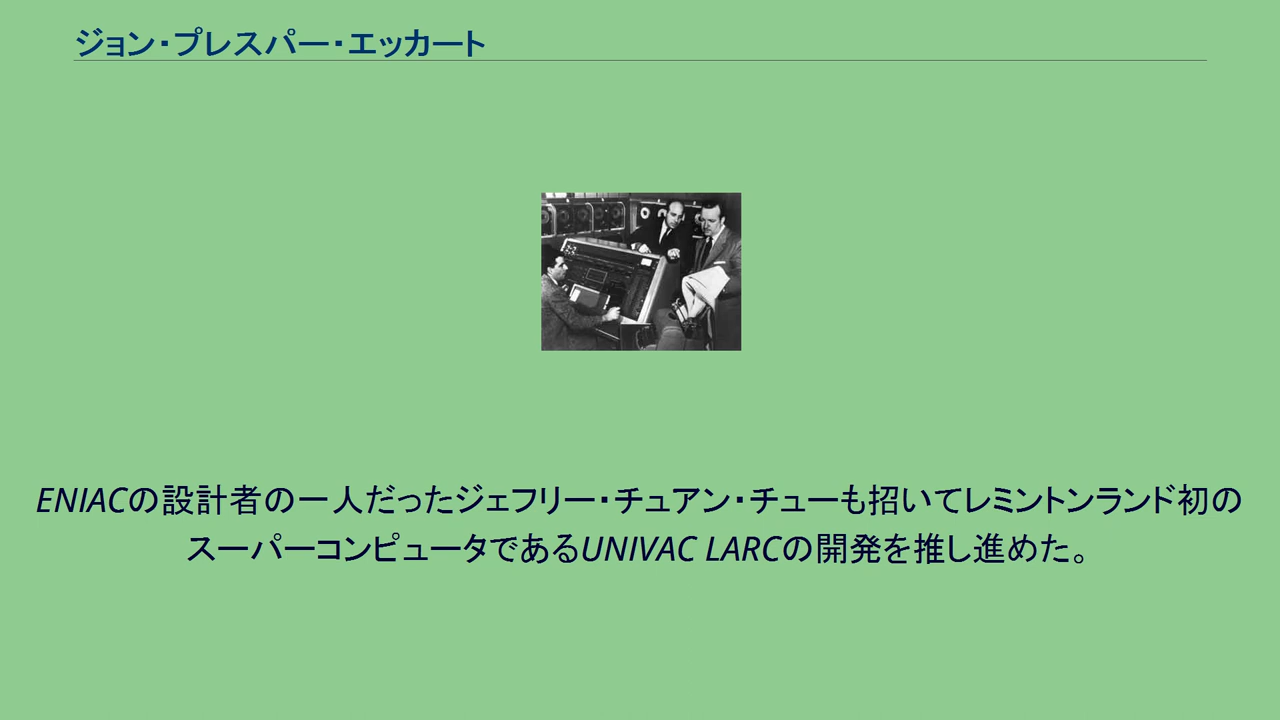 ジョン・プレスパー・エッカート
ENIACの設計者の一人だったジェフリー・チュアン・チューも招いてレミントンランド初の
スーパーコンピュータであるUNIVAC LARCの開発を推し進めた。